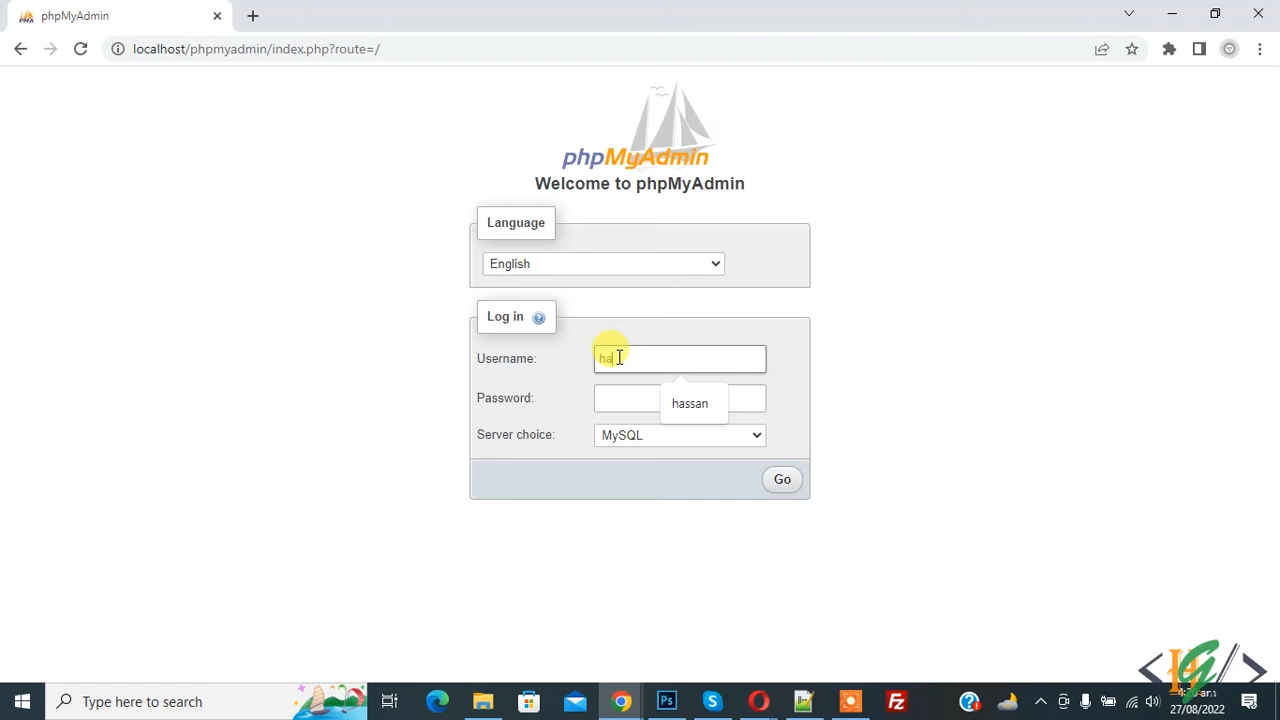 phpMyAdmin
localhost/phpmyadmin/index.php?route=/
phpMyAdmin
Welcome to phpMyAdmin
Language
English
Log in
Username:
ha
hassan
Password:
Server choice:
MySQL
Go
Type here to search
27/08/2022